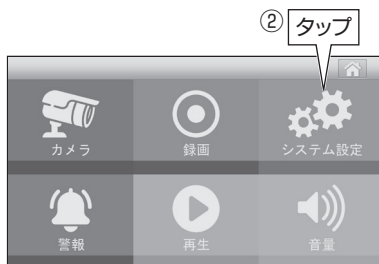 ② タップ
カメラ
録画
システム設定
警報
再生
音量